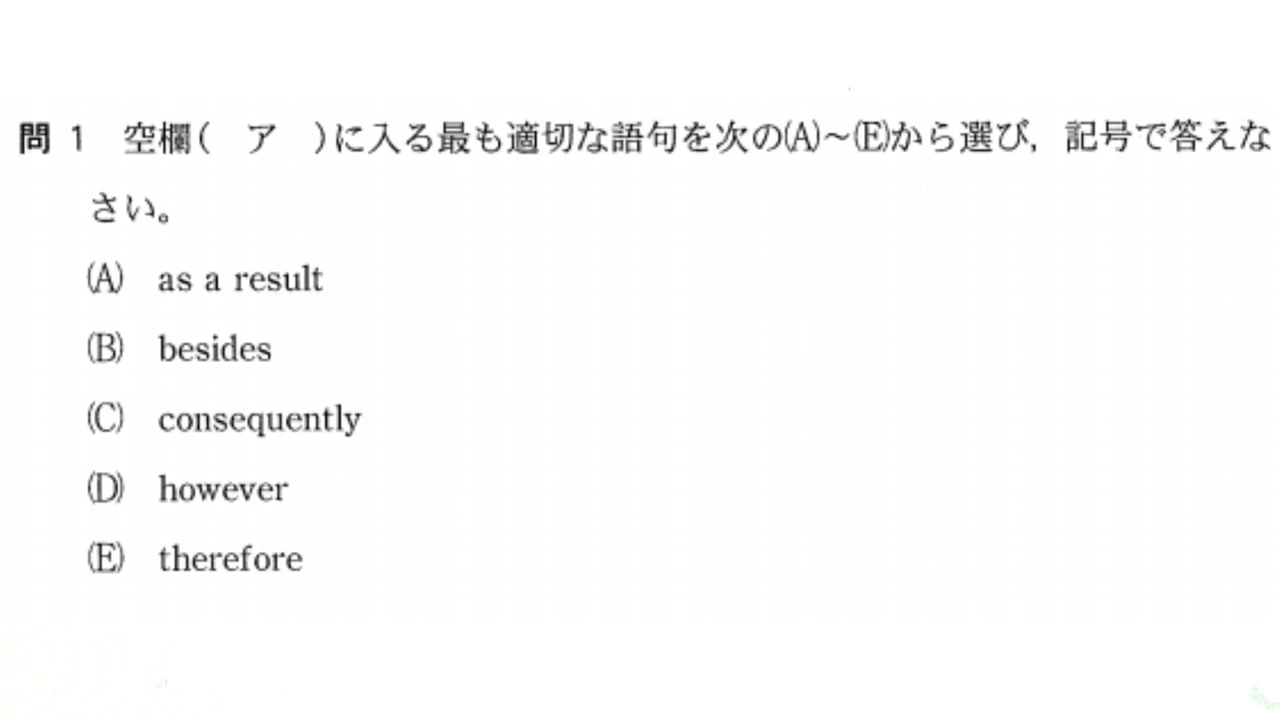 問 1 空欄( ア )に入る最も適切な語句を次の(A)~(E)から選び, 記号で答えな
さい。
(A) as a result
(B) besides
(C) consequently
(D) however
(E) therefore